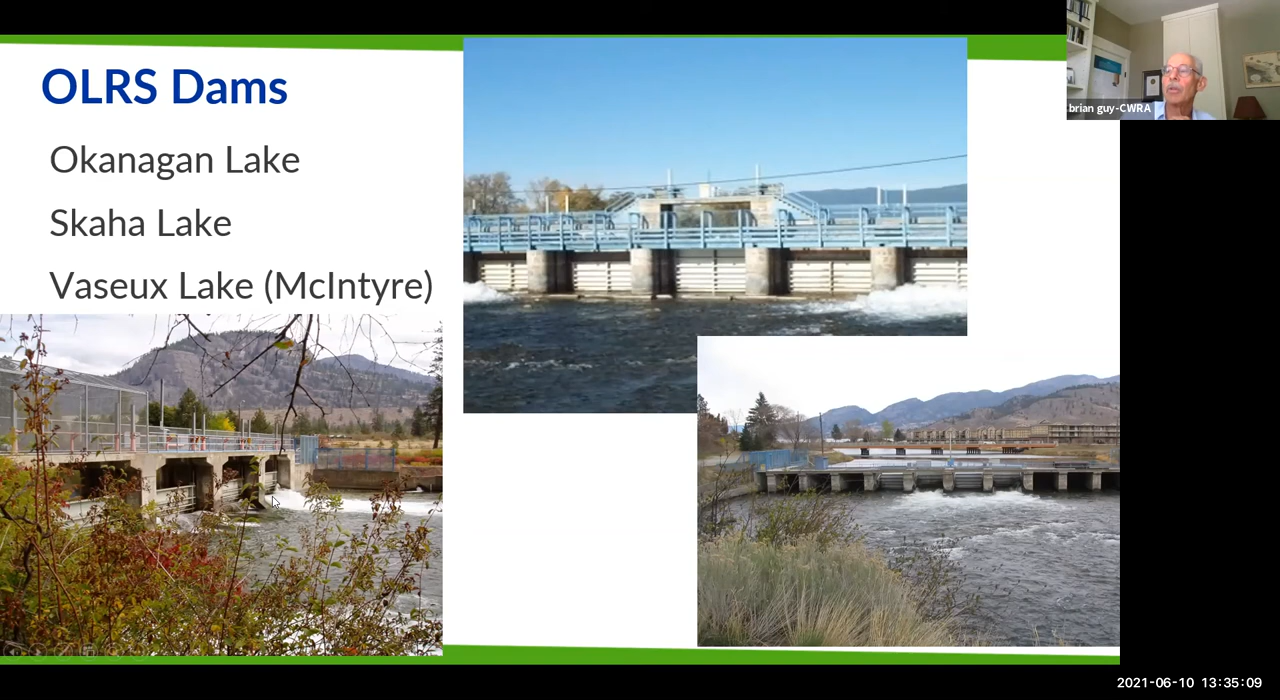 OLRS Dams
Okanagan Lake
Skaha Lake
Vaseux Lake (McIntyre)
brian guy-CWRA
2021-06-10 13:35:09